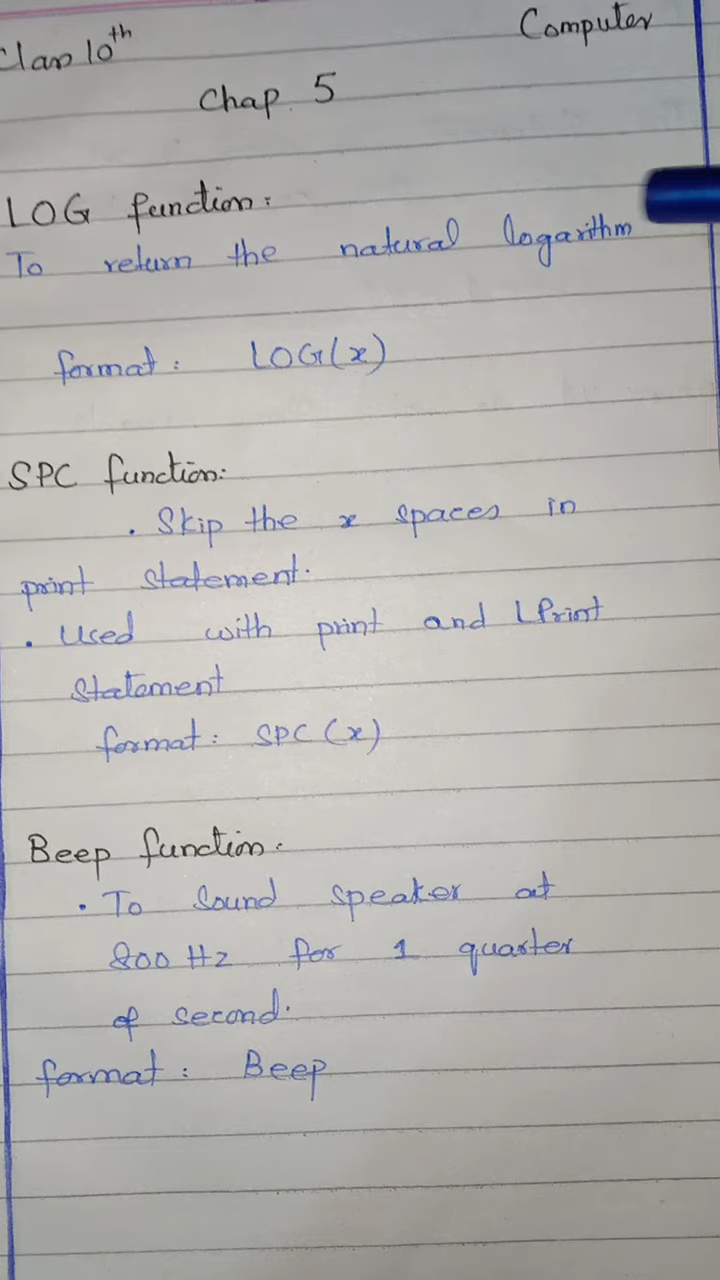 Class 10th Computer
Chap. 5
LOG function:
To return the natural logarithm
format: LOG(x)
SPC function:
. Skip the x spaces in
print statement.
. Used with print and LPrint
Statement
format: SPC(x)
Beep function.
. To Sound speaker at
800 Hz for 1 quarter
of second.
format: Beep